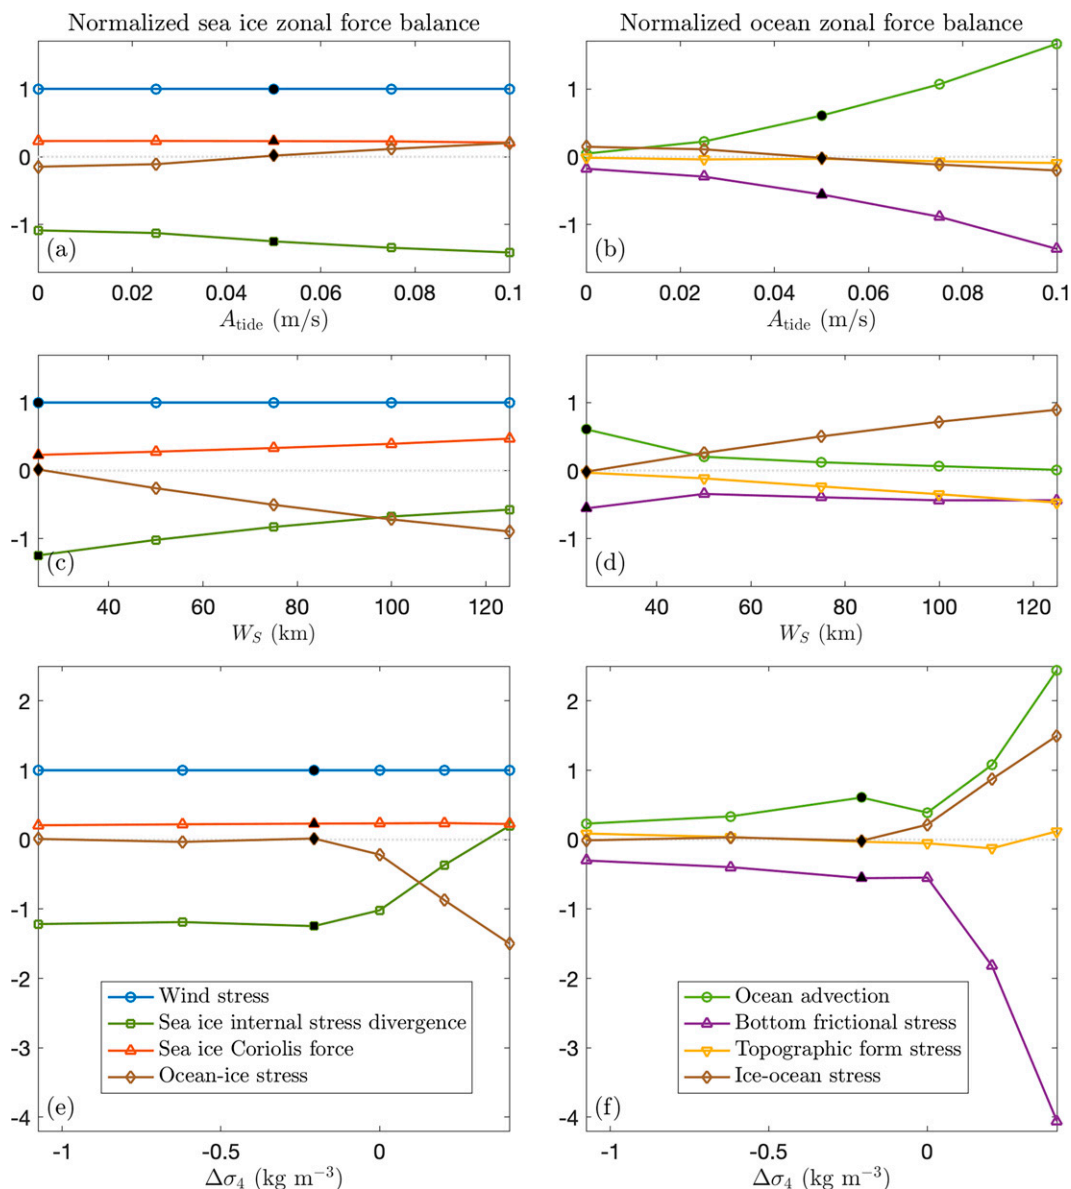 Normalized sea ice zonal force balance
Normalized ocean zonal force balance
1
0
-1
(a)
0 0.02 0.04 0.06 0.08 0.1
A_tide (m/s)
1
0
-1
(b)
0 0.02 0.04 0.06 0.08 0.1
A_tide (m/s)
1
0
-1
(c)
40 60 80 100 120
W_S (km)
1
0
-1
(d)
40 60 80 100 120
W_S (km)
2
1
0
-1
-2
-3
-4
Wind stress
Sea ice internal stress divergence
Sea ice Coriolis force
Ocean-ice stress
(e)
-1 -0.5 0
Δσ₄ (kg m⁻³)
2
1
0
-1
-2
-3
-4
Ocean advection
Bottom frictional stress
Topographic form stress
Ice-ocean stress
(f)
-1 -0.5 0
Δσ₄ (kg m⁻³)